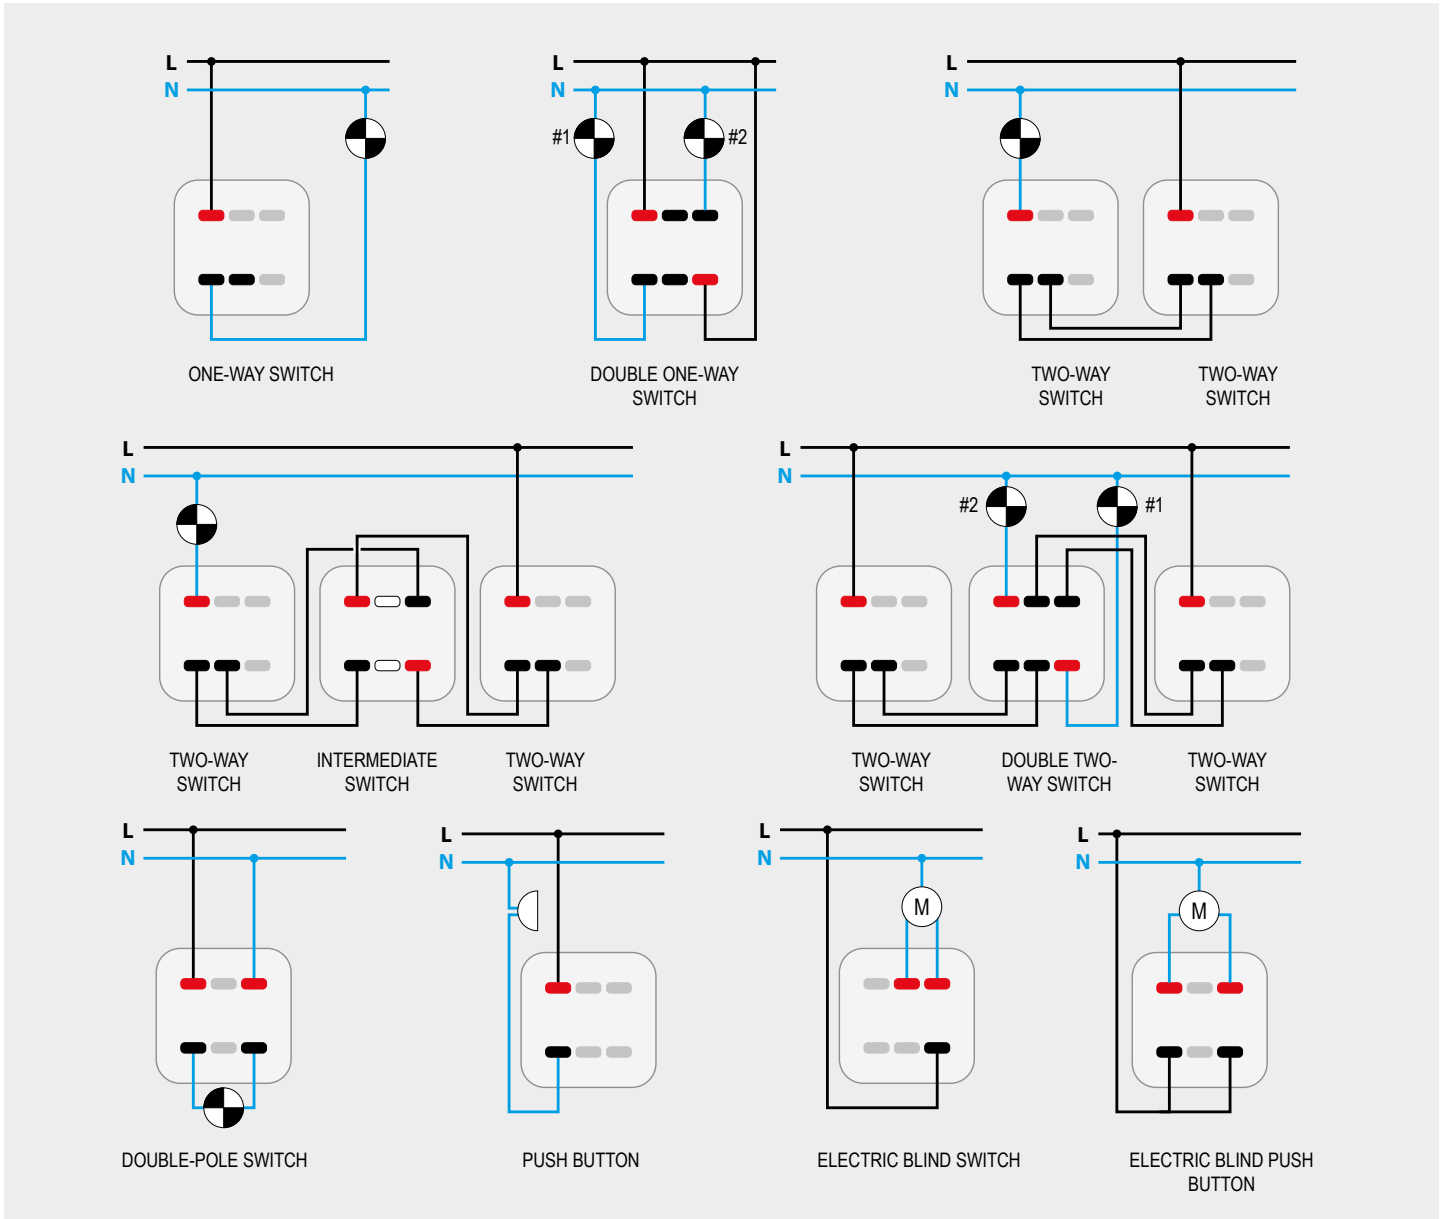 L
N
ONE-WAY SWITCH
L
N
#1
#2
DOUBLE ONE-WAY
SWITCH
L
N
TWO-WAY
SWITCH
TWO-WAY
SWITCH
L
N
TWO-WAY
SWITCH
INTERMEDIATE
SWITCH
TWO-WAY
SWITCH
L
N
#2
#1
TWO-WAY
SWITCH
DOUBLE TWO-
WAY SWITCH
TWO-WAY
SWITCH
L
N
DOUBLE-POLE SWITCH
L
N
PUSH BUTTON
L
N
M
ELECTRIC BLIND SWITCH
L
N
M
ELECTRIC BLIND PUSH
BUTTON